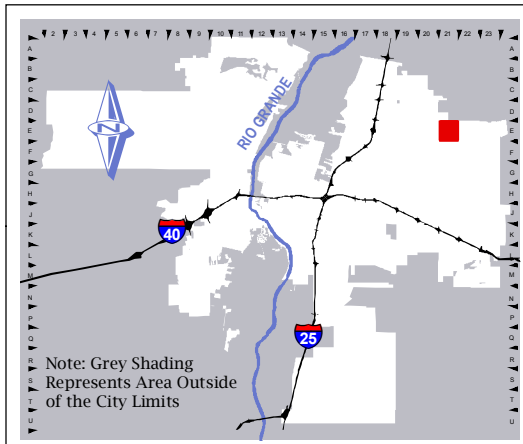 2 3 4 5 6 7 8 9 10 11 12 13 14 15 16 17 18 19 20 21 22 23
A A
B B
C C
D D
E E
F F
G G
H H
J J
K K
L L
M M
N N
P P
Q Q
R R
S S
T T
U U
N
RIO GRANDE
40
25
Note: Grey Shading
Represents Area Outside
of the City Limits